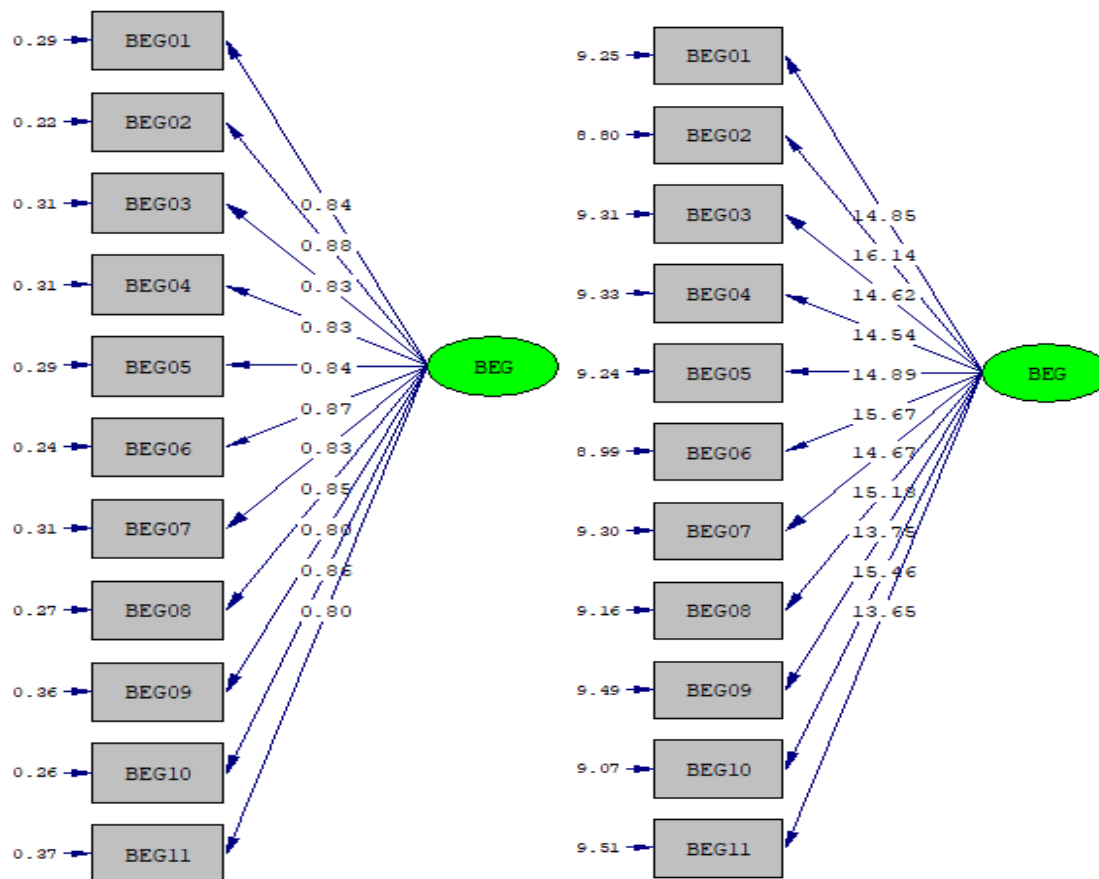 0.29 BEG01
0.22 BEG02
0.31 BEG03
0.31 BEG04
0.29 BEG05
0.24 BEG06
0.31 BEG07
0.27 BEG08
0.36 BEG09
0.26 BEG10
0.37 BEG11
0.84
0.88
0.83
0.83
0.84
0.87
0.83
0.85
0.80
0.86
0.80
BEG
9.25 BEG01
8.80 BEG02
9.31 BEG03
9.33 BEG04
9.24 BEG05
8.99 BEG06
9.30 BEG07
9.16 BEG08
9.49 BEG09
9.07 BEG10
9.51 BEG11
14.85
16.14
14.62
14.54
14.89
15.67
14.67
15.18
13.75
15.46
13.65
BEG